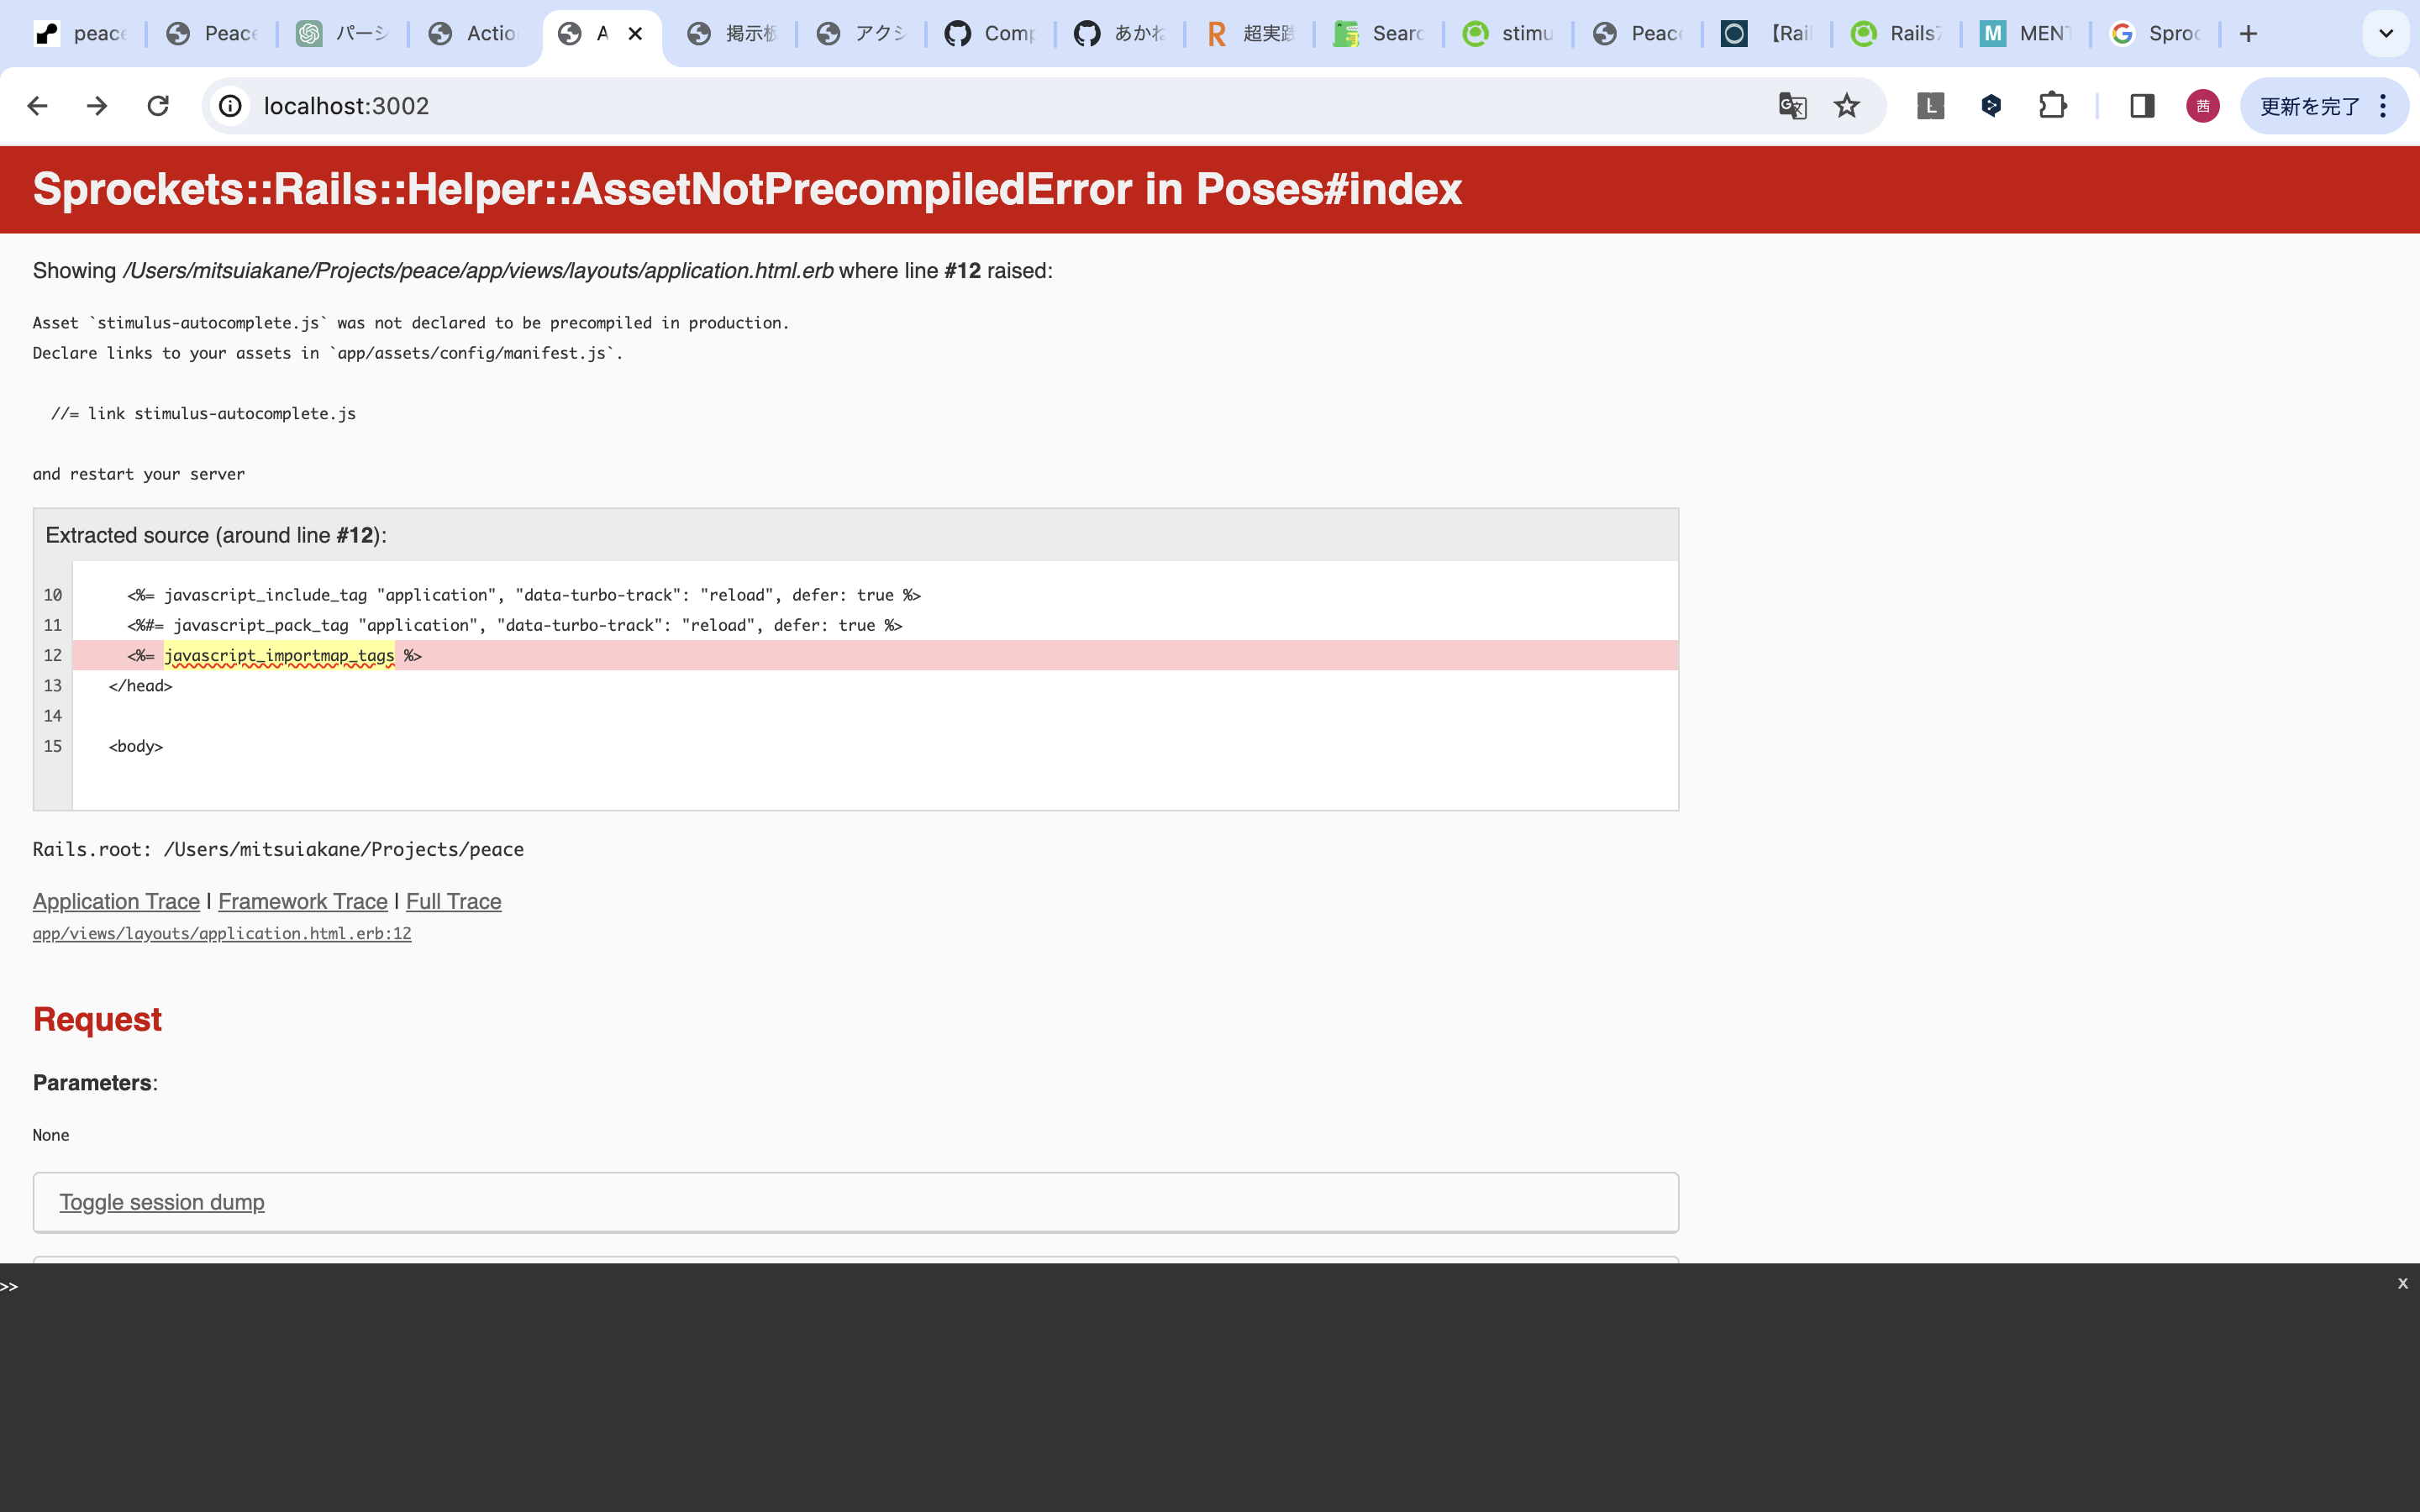 peace Peace パーシ Actio A 掲示板 アクシ Comp あかね 超実践 Searc stimu Peace 【Rail Rails7 MENT Sproc
localhost:3002 L 茜 更新を完了
Sprockets::Rails::Helper::AssetNotPrecompiledError in Poses#index
Showing /Users/mitsuiakane/Projects/peace/app/views/layouts/application.html.erb where line #12 raised:
Asset `stimulus-autocomplete.js` was not declared to be precompiled in production.
Declare links to your assets in `app/assets/config/manifest.js`.
//= link stimulus-autocomplete.js
and restart your server
Extracted source (around line #12):
10 <%= javascript_include_tag "application", "data-turbo-track": "reload", defer: true %>
11 <%#= javascript_pack_tag "application", "data-turbo-track": "reload", defer: true %>
12 <%= javascript_importmap_tags %>
13 </head>
14
15 <body>
Rails.root: /Users/mitsuiakane/Projects/peace
Application Trace | Framework Trace | Full Trace
app/views/layouts/application.html.erb:12
Request
Parameters:
None
Toggle session dump
>> x